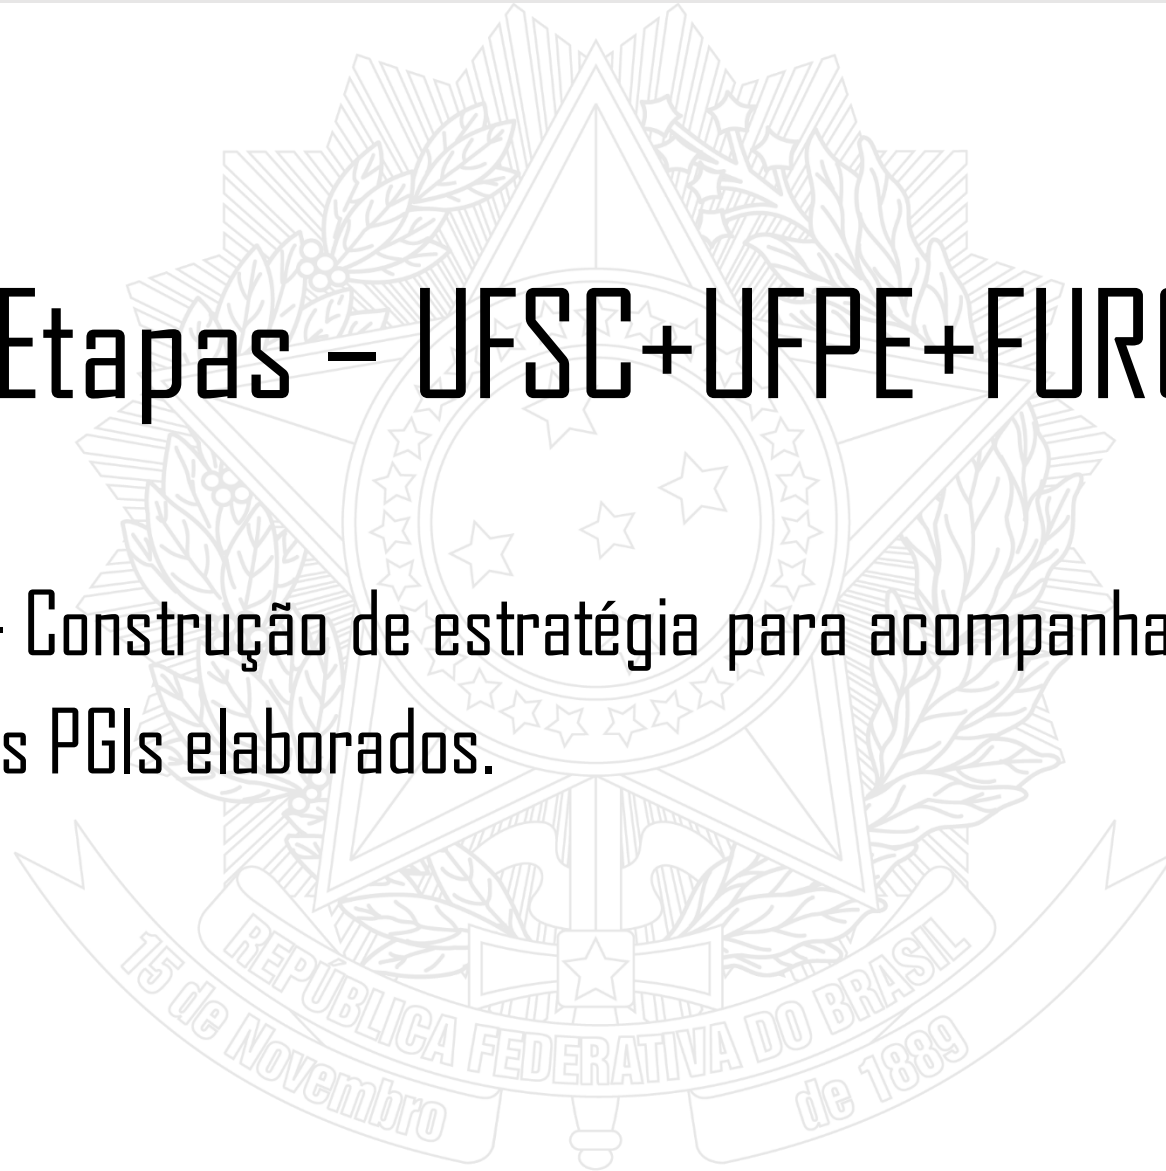 Etapas – UFSC+UFPE+FUR
- Construção de estratégia para acompanha
s PGIs elaborados.
REPÚBLICA FEDERATIVA DO BRASIL
15 de Novembro de 1889